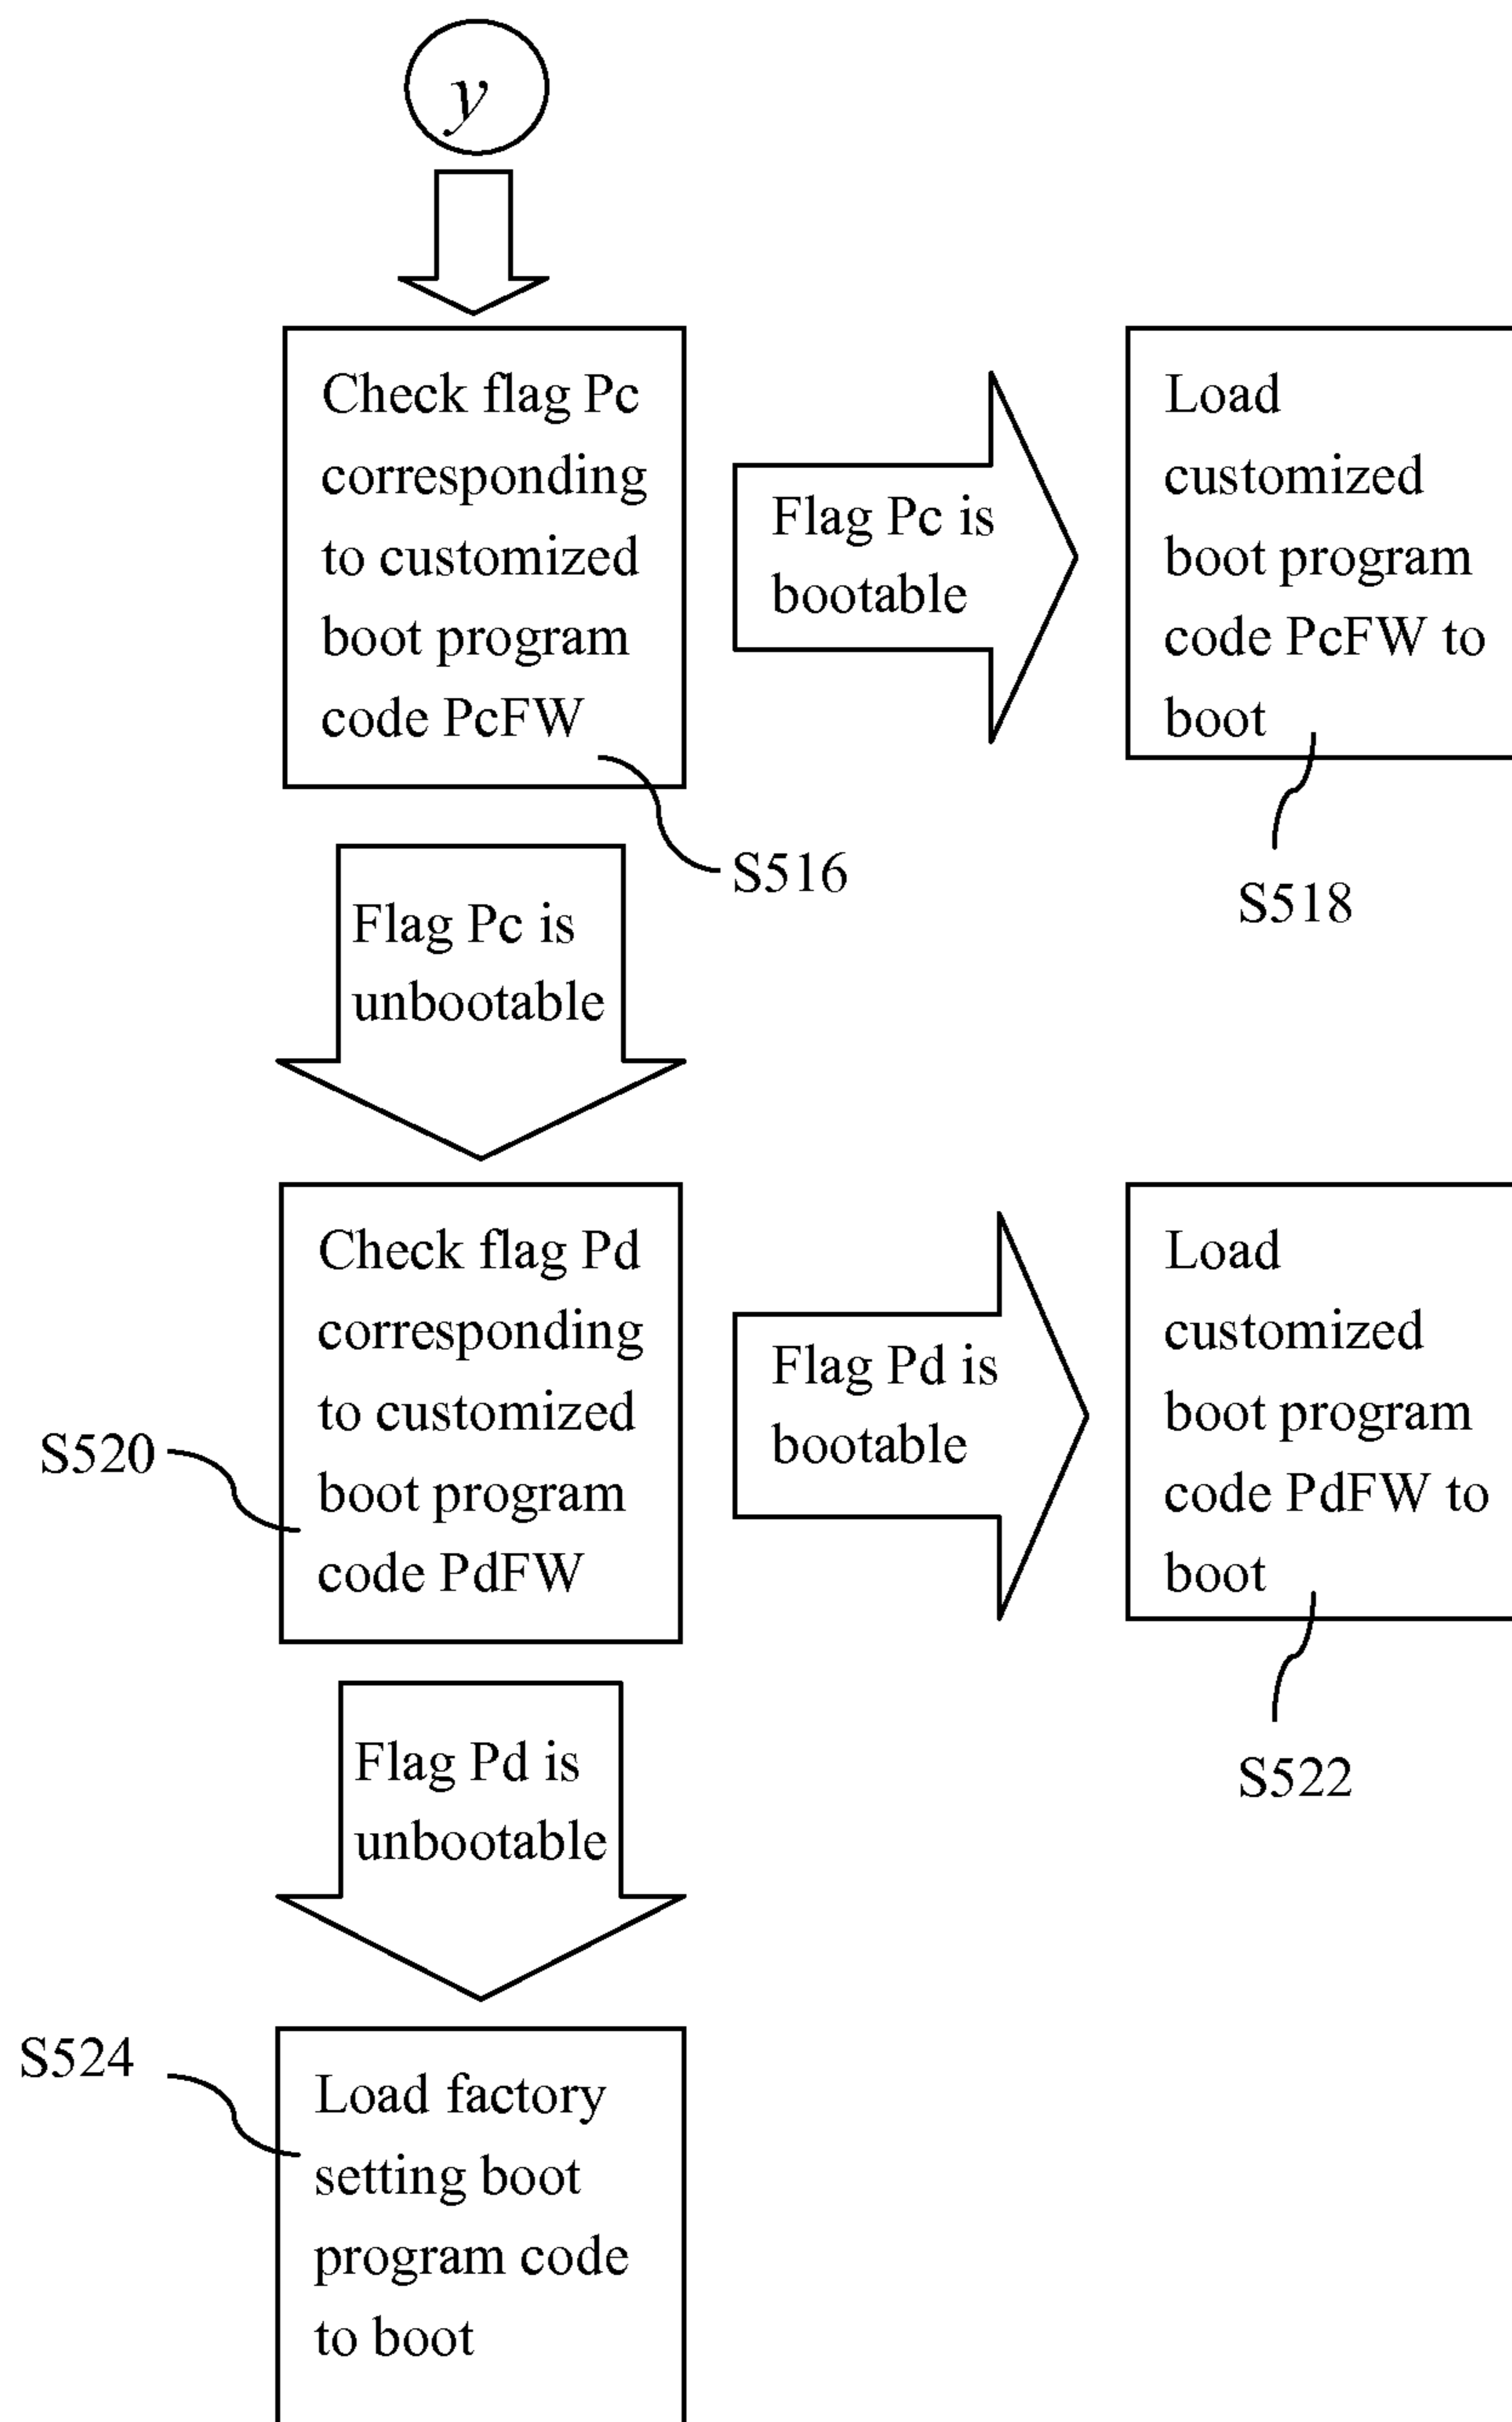 y
Check flag Pc
corresponding
to customized
boot program
code PcFW
S516
Flag Pc is
bootable
Load
customized
boot program
code PcFW to
boot
S518
Flag Pc is
unbootable
Check flag Pd
corresponding
to customized
boot program
code PdFW
S520
Flag Pd is
bootable
Load
customized
boot program
code PdFW to
boot
S522
Flag Pd is
unbootable
S524
Load factory
setting boot
program code
to boot